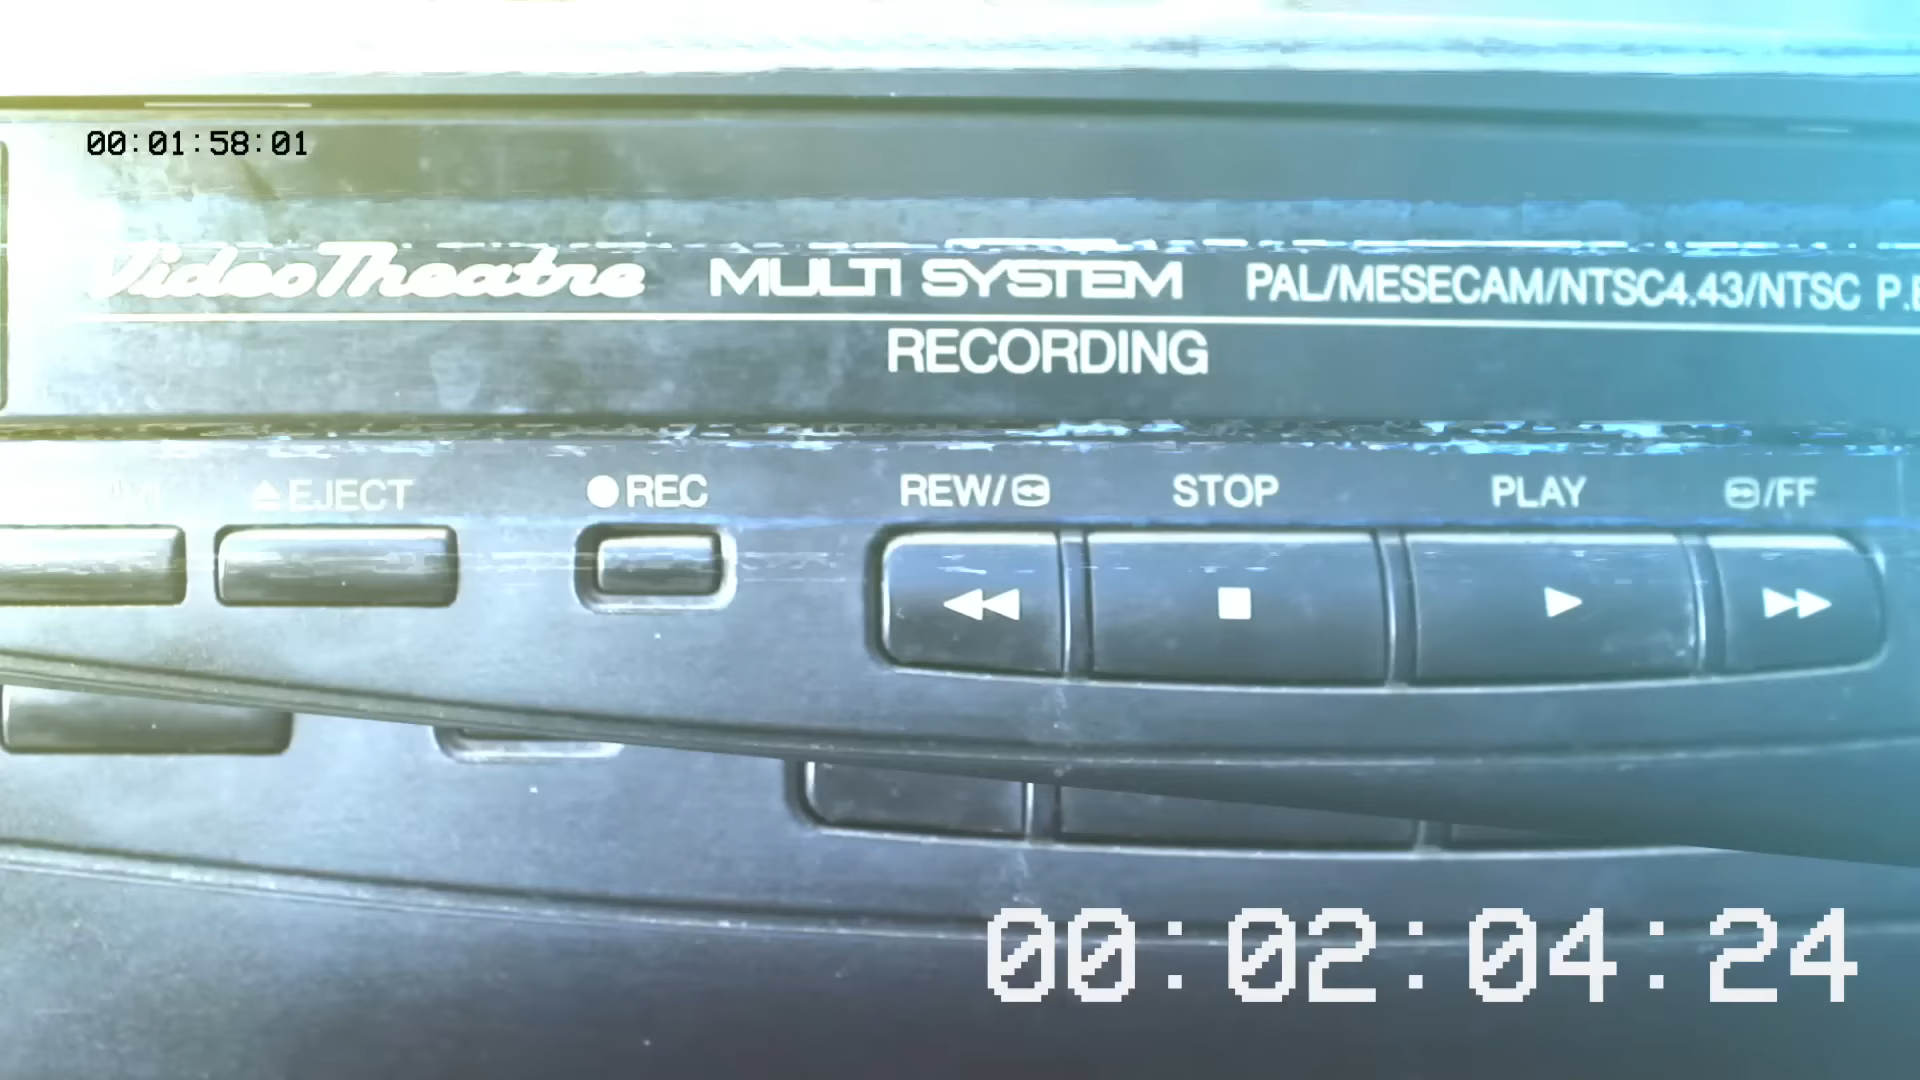 00:01:58:01
VideoTheatre MULTI SYSTEM PAL/MESECAM/NTSC4.43/NTSC
RECORDING
EJECT REC REW/ STOP PLAY /FF
00:02:04:24